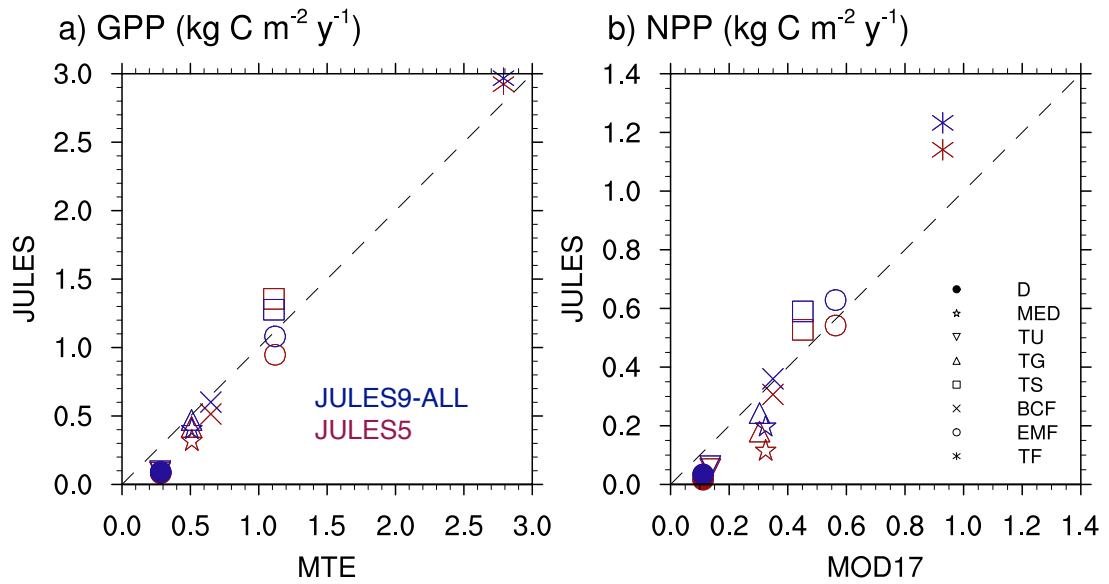 a) GPP (kg C m-2 y-1)
3.0
2.5
2.0
1.5
1.0
0.5
0.0
JULES
JULES9-ALL
JULES5
0.0 0.5 1.0 1.5 2.0 2.5 3.0
MTE
b) NPP (kg C m-2 y-1)
1.4
1.2
1.0
0.8
0.6
0.4
0.2
0.0
JULES
D
MED
TU
TG
TS
BCF
EMF
TF
0.0 0.2 0.4 0.6 0.8 1.0 1.2 1.4
MOD17